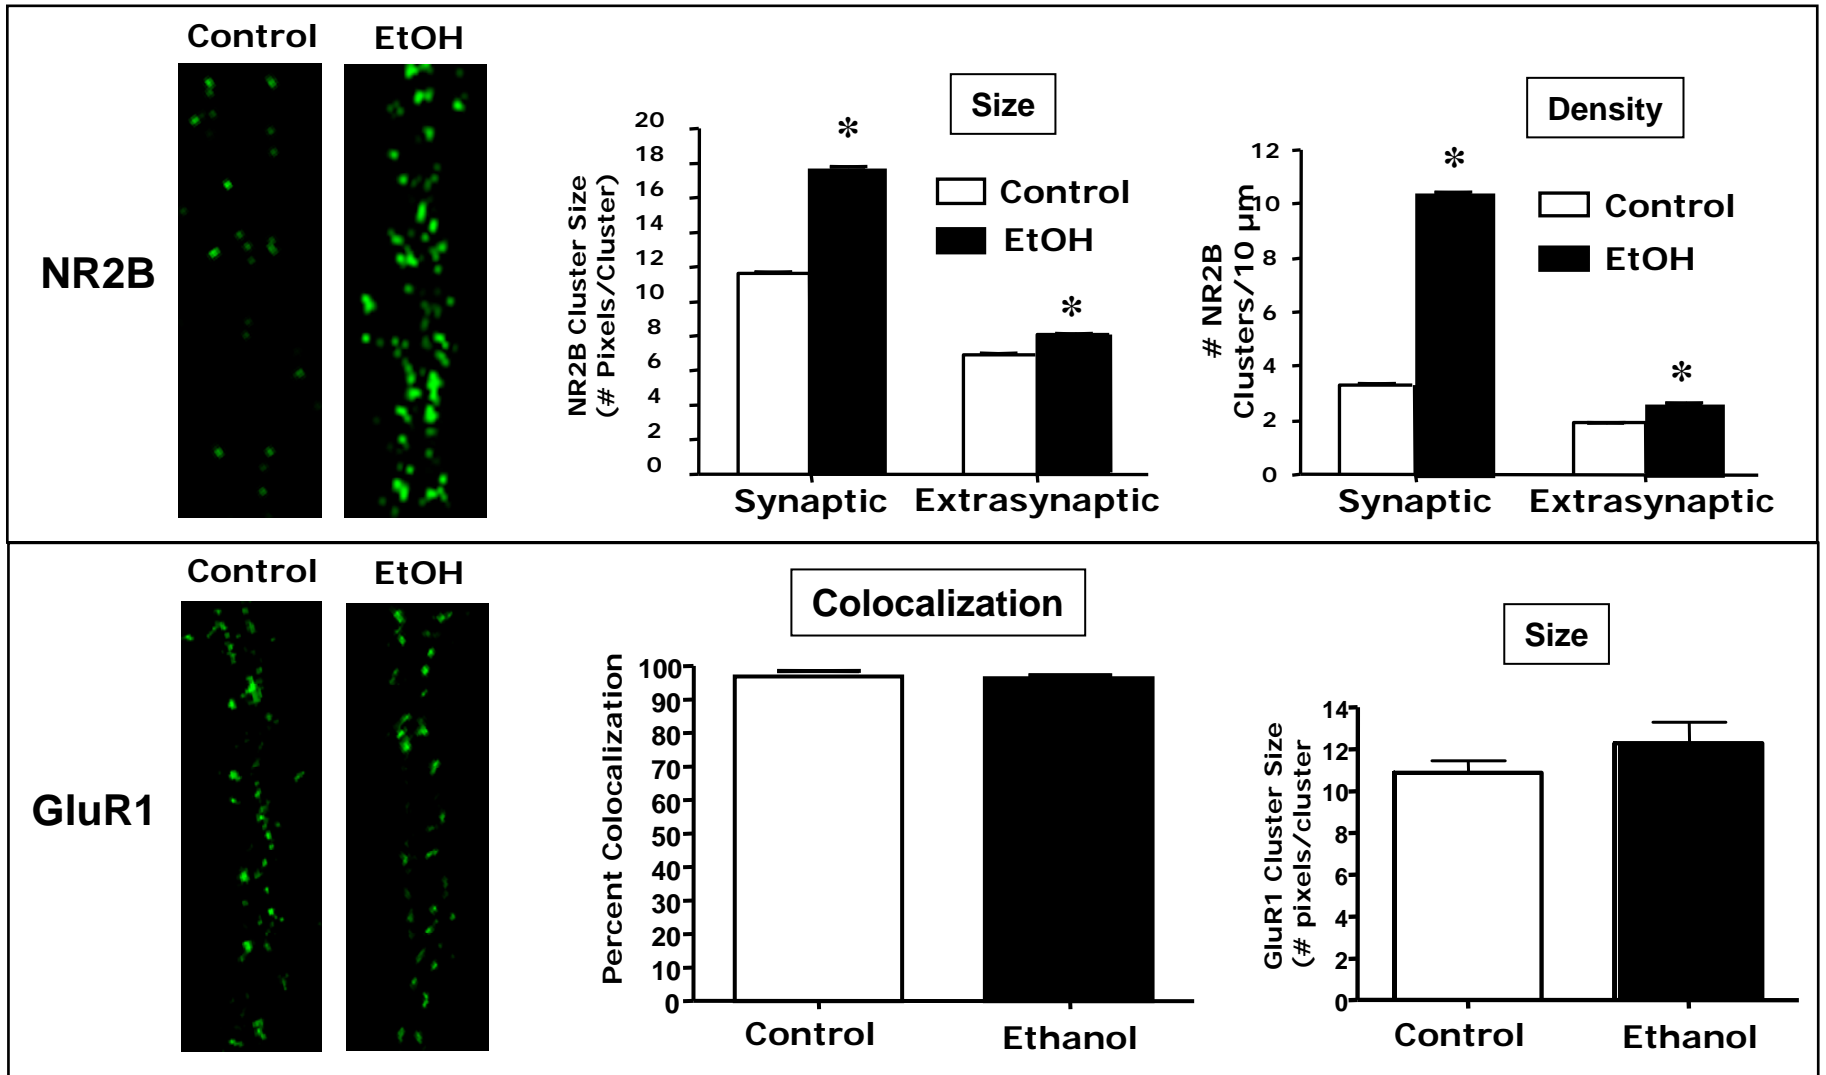 Control EtOH
NR2B
Size
20
18
16
14
12
10
8
6
4
2
0
NR2B Cluster Size
(# Pixels/Cluster)
*
*
Control
EtOH
Synaptic Extrasynaptic
Density
12
10
8
6
4
2
0
# NR2B
Clusters/10 µm
*
*
Control
EtOH
Synaptic Extrasynaptic
Control EtOH
GluR1
Colocalization
100
90
80
70
60
50
40
30
20
10
0
Percent Colocalization
Control Ethanol
Size
14
12
10
8
6
4
2
0
GluR1 Cluster Size
(# pixels/cluster
Control Ethanol